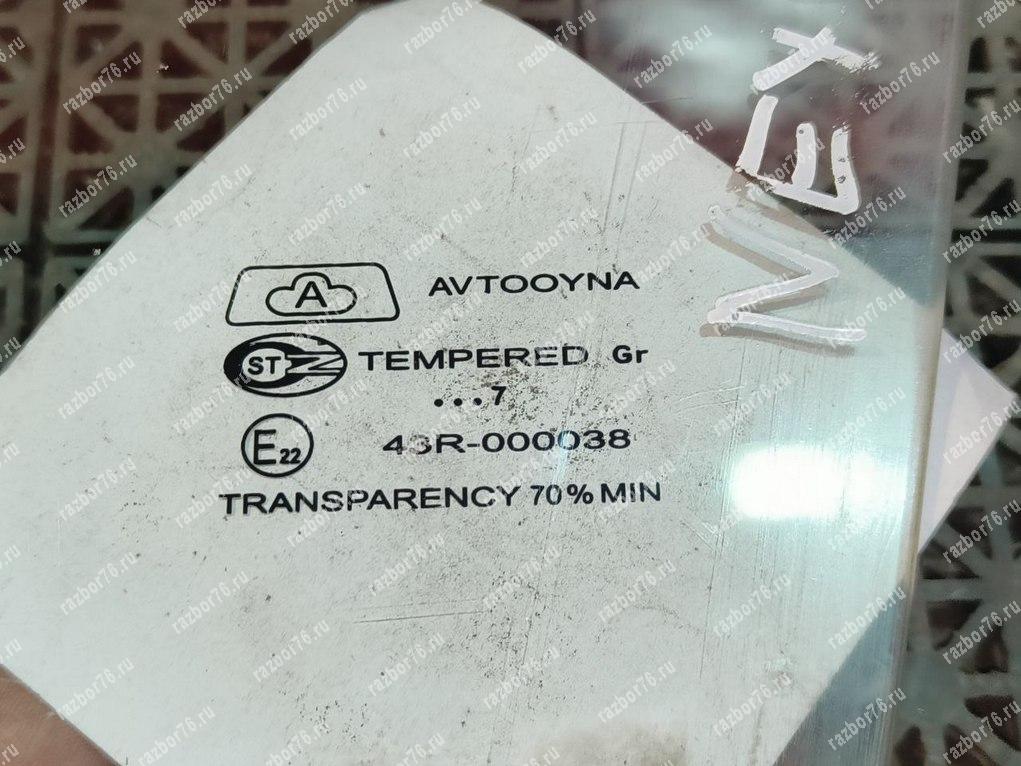 A AVTOOYNA
ST TEMPERED Gr
...7
E22 43R-000038
TRANSPARENCY 70% MIN
razbor76.ru